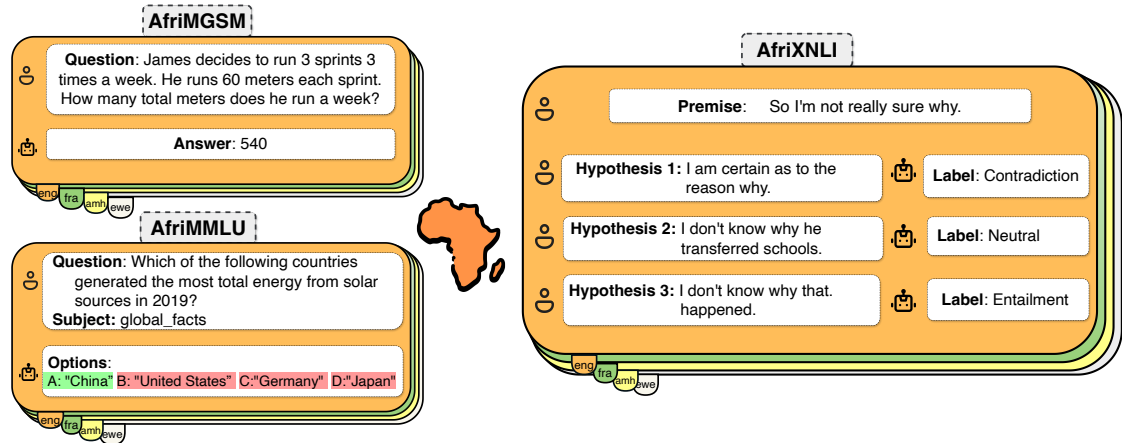 AfriMGSM
Question: James decides to run 3 sprints 3
times a week. He runs 60 meters each sprint.
How many total meters does he run a week?
Answer: 540
eng
fra
amh
ewe
AfriMMLU
Question: Which of the following countries
generated the most total energy from solar
sources in 2019?
Subject: global_facts
Options:
A: "China" B: "United States" C:"Germany" D:"Japan"
eng
fra
amh
ewe
AfriXNLI
Premise: So I'm not really sure why.
Hypothesis 1: I am certain as to the
reason why.
Label: Contradiction
Hypothesis 2: I don't know why he
transferred schools.
Label: Neutral
Hypothesis 3: I don't know why that.
happened.
Label: Entailment
eng
fra
amh
ewe